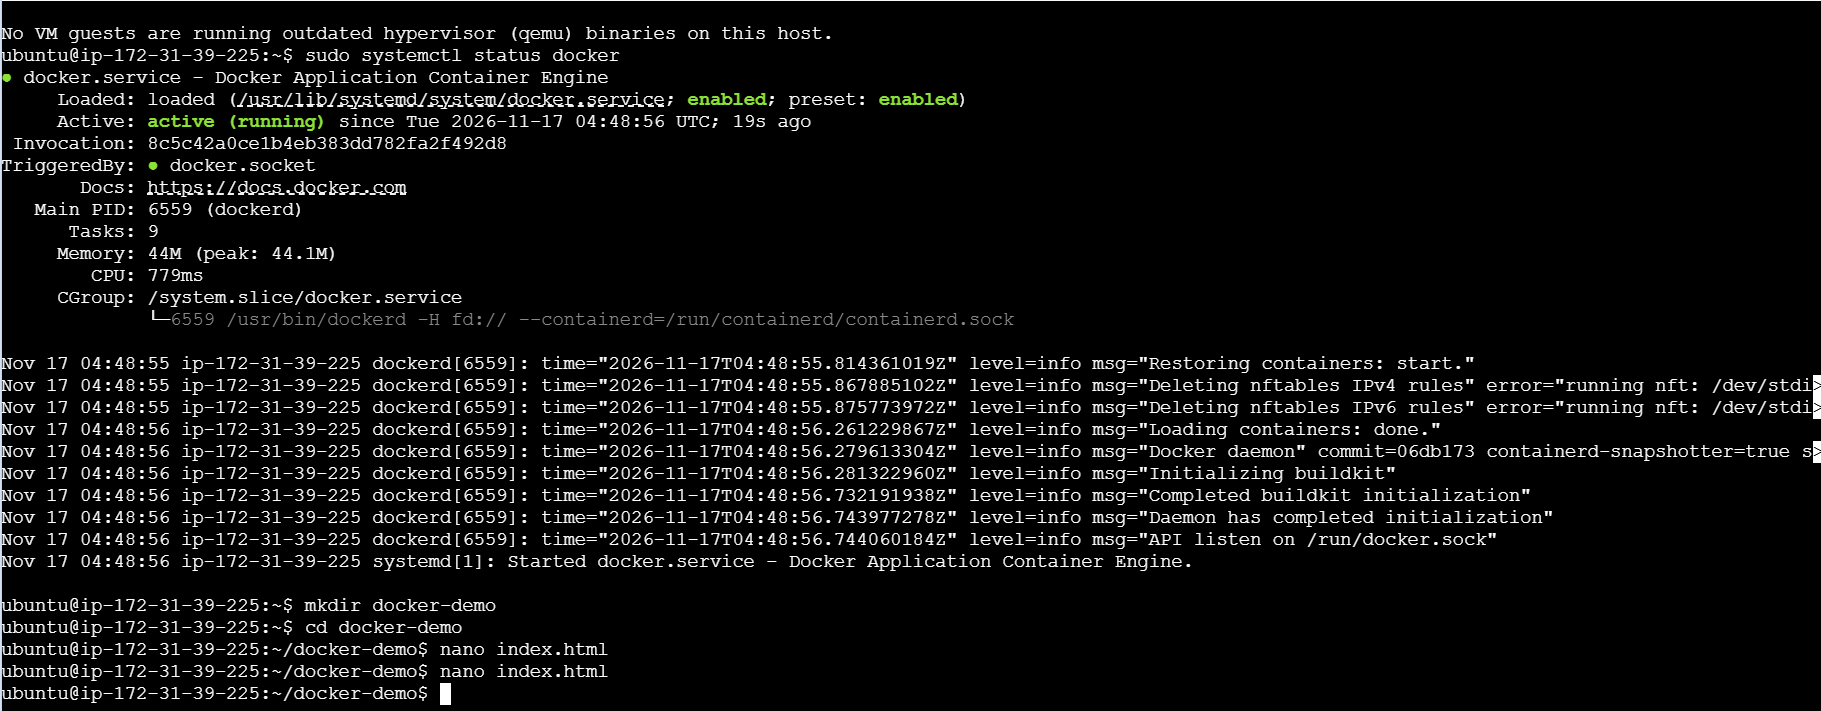 No VM guests are running outdated hypervisor (qemu) binaries on this host.
ubuntu@ip-172-31-39-225:~$ sudo systemctl status docker
● docker.service - Docker Application Container Engine
     Loaded: loaded (/usr/lib/systemd/system/docker.service; enabled; preset: enabled)
     Active: active (running) since Tue 2026-11-17 04:48:56 UTC; 19s ago
 Invocation: 8c5c42a0ce1b4eb383dd782fa2f492d8
TriggeredBy: ● docker.socket
       Docs: https://docs.docker.com
   Main PID: 6559 (dockerd)
      Tasks: 9
     Memory: 44M (peak: 44.1M)
        CPU: 779ms
     CGroup: /system.slice/docker.service
             └─6559 /usr/bin/dockerd -H fd:// --containerd=/run/containerd/containerd.sock
Nov 17 04:48:55 ip-172-31-39-225 dockerd[6559]: time="2026-11-17T04:48:55.814361019Z" level=info msg="Restoring containers: start."
Nov 17 04:48:55 ip-172-31-39-225 dockerd[6559]: time="2026-11-17T04:48:55.867885102Z" level=info msg="Deleting nftables IPv4 rules" error="running nft: /dev/stdi>
Nov 17 04:48:55 ip-172-31-39-225 dockerd[6559]: time="2026-11-17T04:48:55.875773972Z" level=info msg="Deleting nftables IPv6 rules" error="running nft: /dev/stdi>
Nov 17 04:48:56 ip-172-31-39-225 dockerd[6559]: time="2026-11-17T04:48:56.261229867Z" level=info msg="Loading containers: done."
Nov 17 04:48:56 ip-172-31-39-225 dockerd[6559]: time="2026-11-17T04:48:56.279613304Z" level=info msg="Docker daemon" commit=06db173 containerd-snapshotter=true s>
Nov 17 04:48:56 ip-172-31-39-225 dockerd[6559]: time="2026-11-17T04:48:56.281322960Z" level=info msg="Initializing buildkit"
Nov 17 04:48:56 ip-172-31-39-225 dockerd[6559]: time="2026-11-17T04:48:56.732191938Z" level=info msg="Completed buildkit initialization"
Nov 17 04:48:56 ip-172-31-39-225 dockerd[6559]: time="2026-11-17T04:48:56.743977278Z" level=info msg="Daemon has completed initialization"
Nov 17 04:48:56 ip-172-31-39-225 dockerd[6559]: time="2026-11-17T04:48:56.744060184Z" level=info msg="API listen on /run/docker.sock"
Nov 17 04:48:56 ip-172-31-39-225 systemd[1]: Started docker.service - Docker Application Container Engine.
ubuntu@ip-172-31-39-225:~$ mkdir docker-demo
ubuntu@ip-172-31-39-225:~$ cd docker-demo
ubuntu@ip-172-31-39-225:~/docker-demo$ nano index.html
ubuntu@ip-172-31-39-225:~/docker-demo$ nano index.html
ubuntu@ip-172-31-39-225:~/docker-demo$